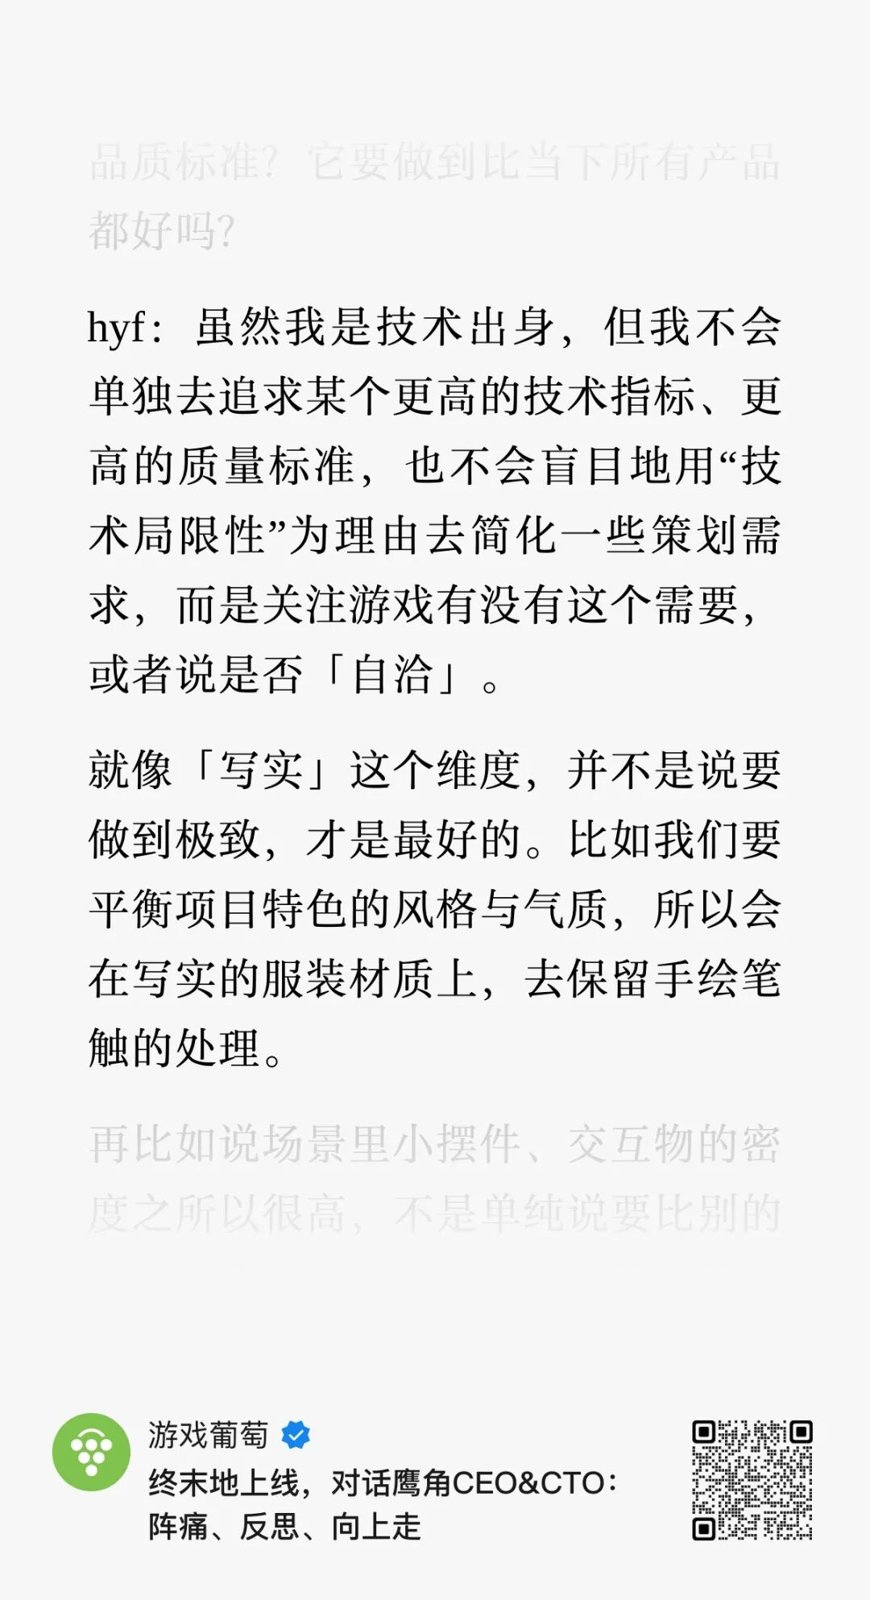 品质标准？它要做到比当下所有产品
都好吗？
hyf：虽然我是技术出身，但我不会
单独去追求某个更高的技术指标、更
高的质量标准，也不会盲目地用“技
术局限性”为理由去简化一些策划需
求，而是关注游戏有没有这个需要，
或者说是否「自洽」。
就像「写实」这个维度，并不是说要
做到极致，才是最好的。比如我们要
平衡项目特色的风格与气质，所以会
在写实的服装材质上，去保留手绘笔
触的处理。
再比如说场景里小摆件、交互物的密
度之所以很高，不是单纯说要比别的
游戏葡萄
终末地上线，对话鹰角CEO&CTO：
阵痛、反思、向上走